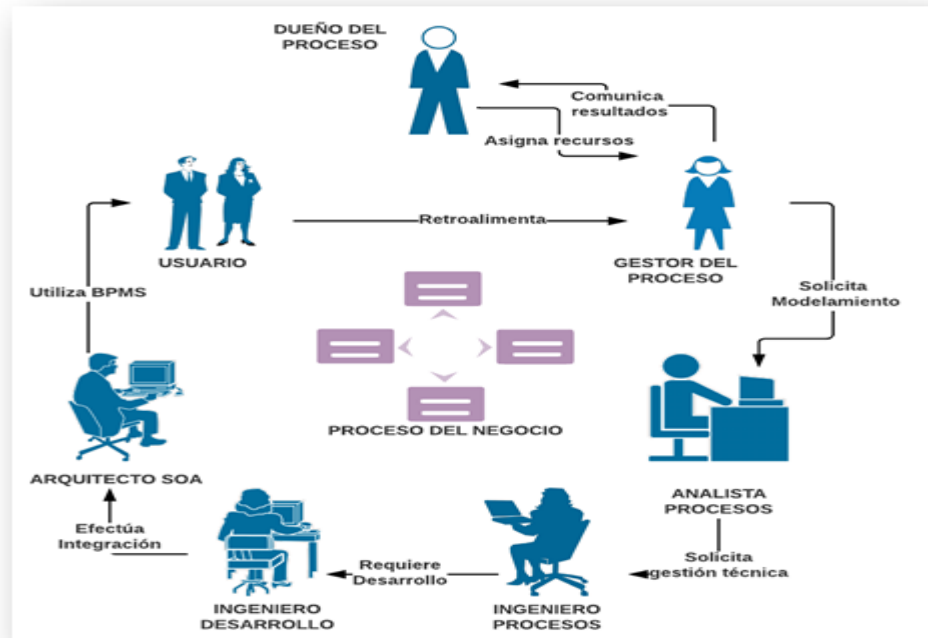 DUEÑO DEL
PROCESO
Comunica
resultados
Asigna recursos
Retroalimenta
USUARIO
GESTOR DEL
PROCESO
Utiliza BPMS
Solicita
Modelamiento
PROCESO DEL NEGOCIO
ARQUITECTO SOA
ANALISTA
PROCESOS
Efectúa
Integración
Requiere
Desarrollo
Solicita
gestión técnica
INGENIERO
DESARROLLO
INGENIERO
PROCESOS